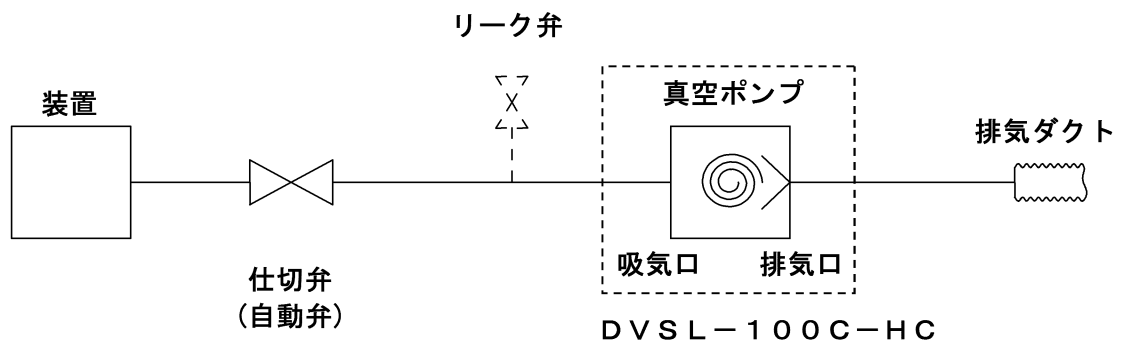 リーク弁
装置
真空ポンプ
排気ダクト
吸気口
排気口
仕切弁
(自動弁)
DVSL-100C-HC